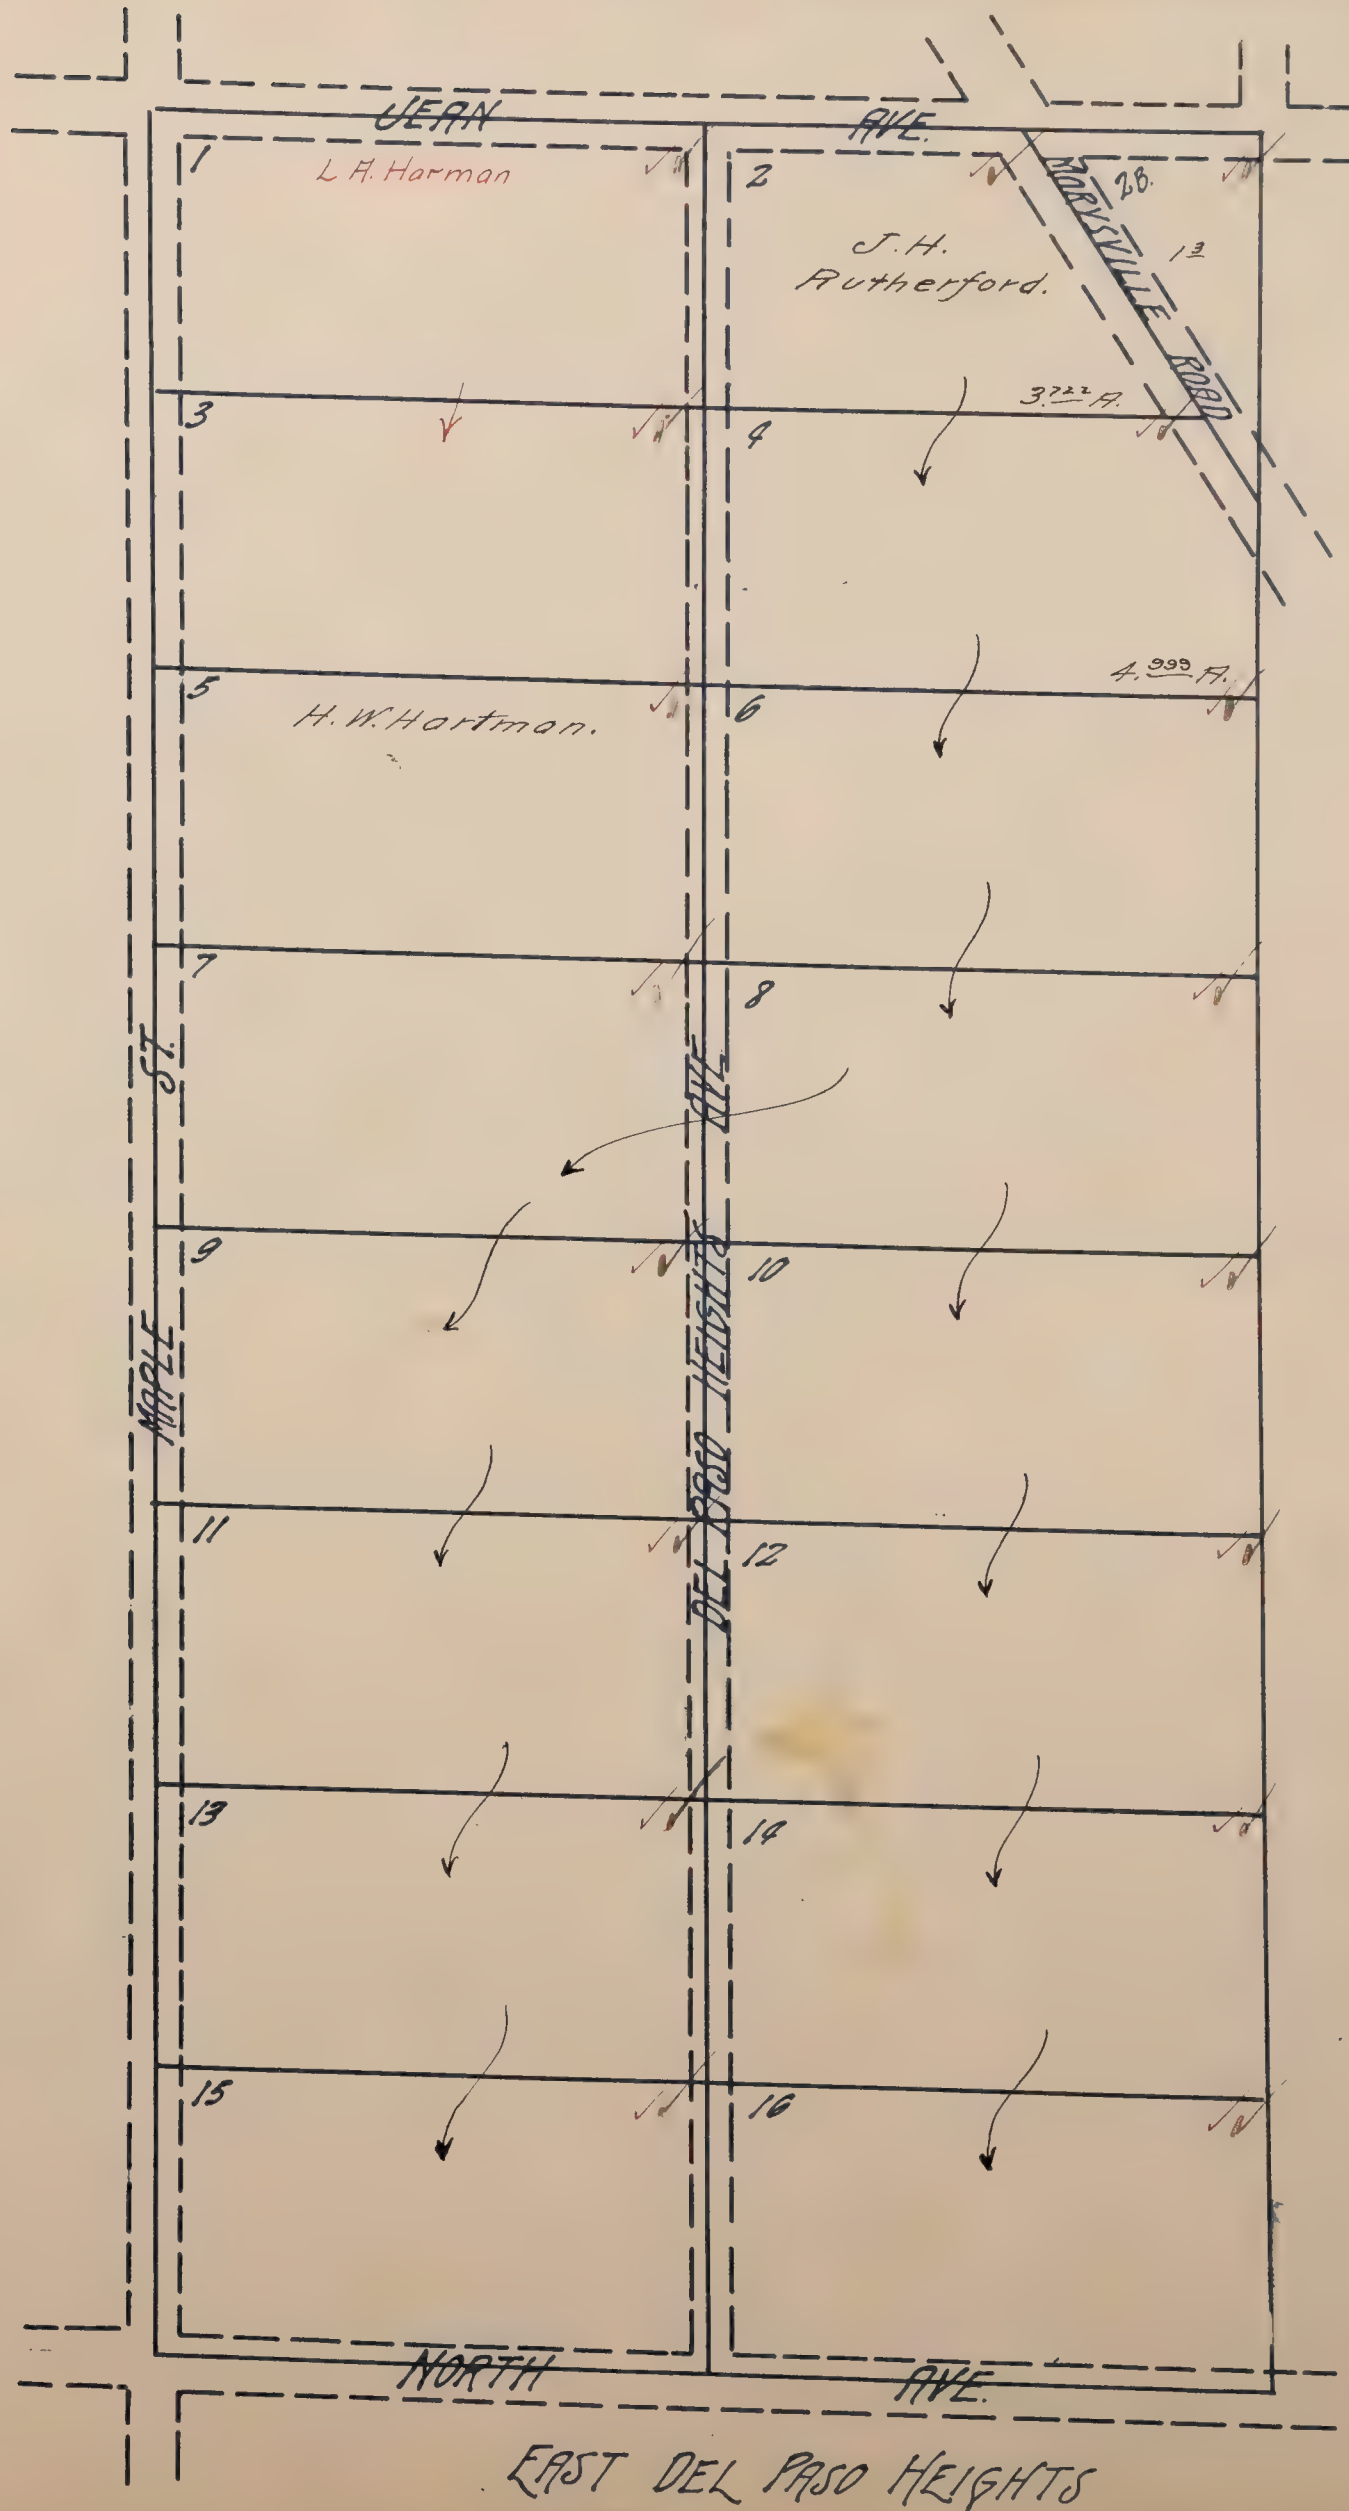 JEAN AVE.
1
L A. Harman
2
2B.
MARYSVILLE ROAD
J. H.
Rutherford.
3
4
3.722 A.
5
H. W. Hartman.
6
4.999 A.
7
8
MAPLE ST.
DEL PASO HEIGHTS AVE
9
10
11
12
13
14
15
16
NORTH AVE.
EAST DEL PASO HEIGHTS